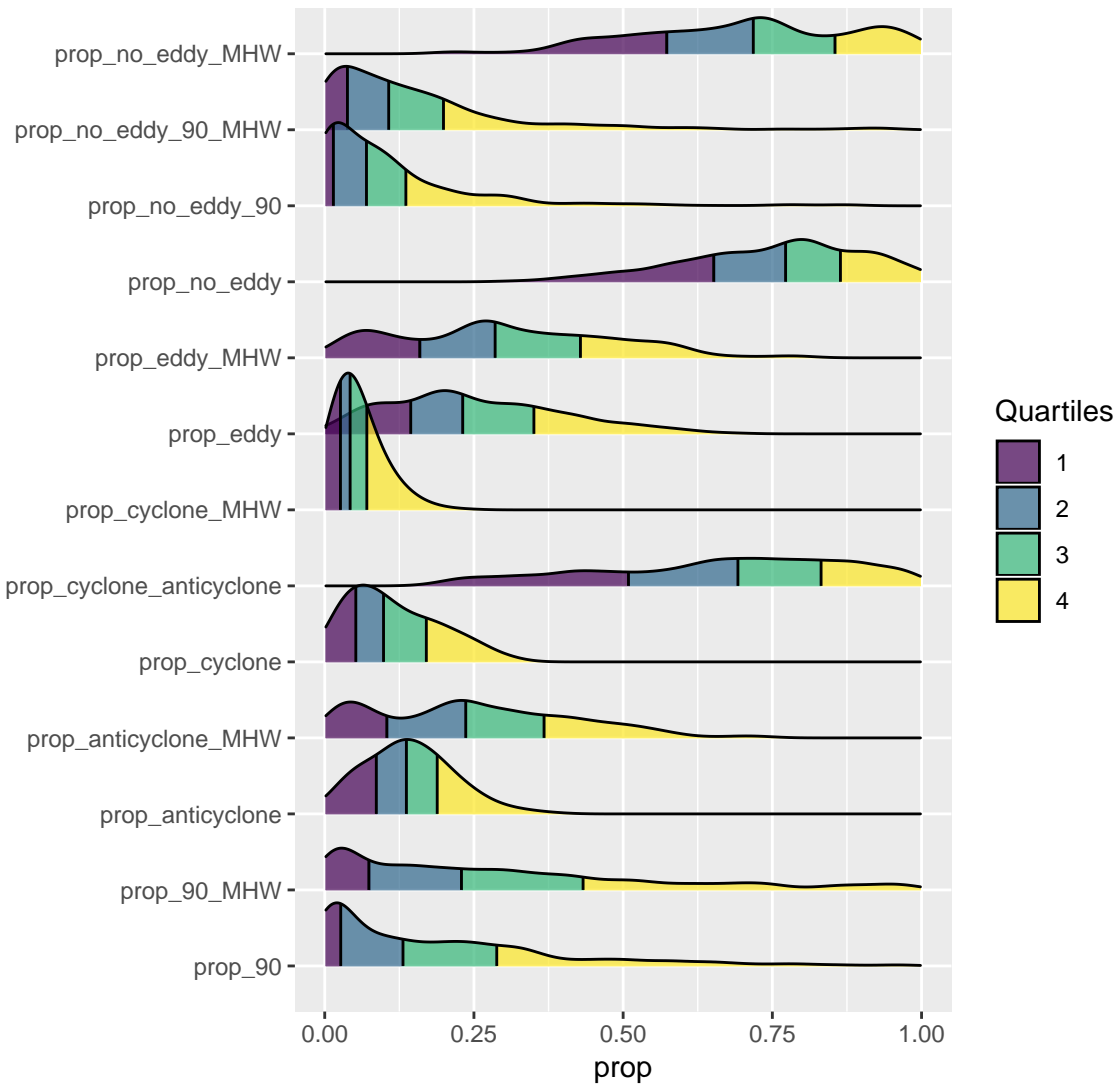 prop_no_eddy_MHW
prop_no_eddy_90_MHW
prop_no_eddy_90
prop_no_eddy
prop_eddy_MHW
prop_eddy
prop_cyclone_MHW
prop_cyclone_anticyclone
prop_cyclone
prop_anticyclone_MHW
prop_anticyclone
prop_90_MHW
prop_90
0.00 0.25 0.50 0.75 1.00
prop
Quartiles
1
2
3
4